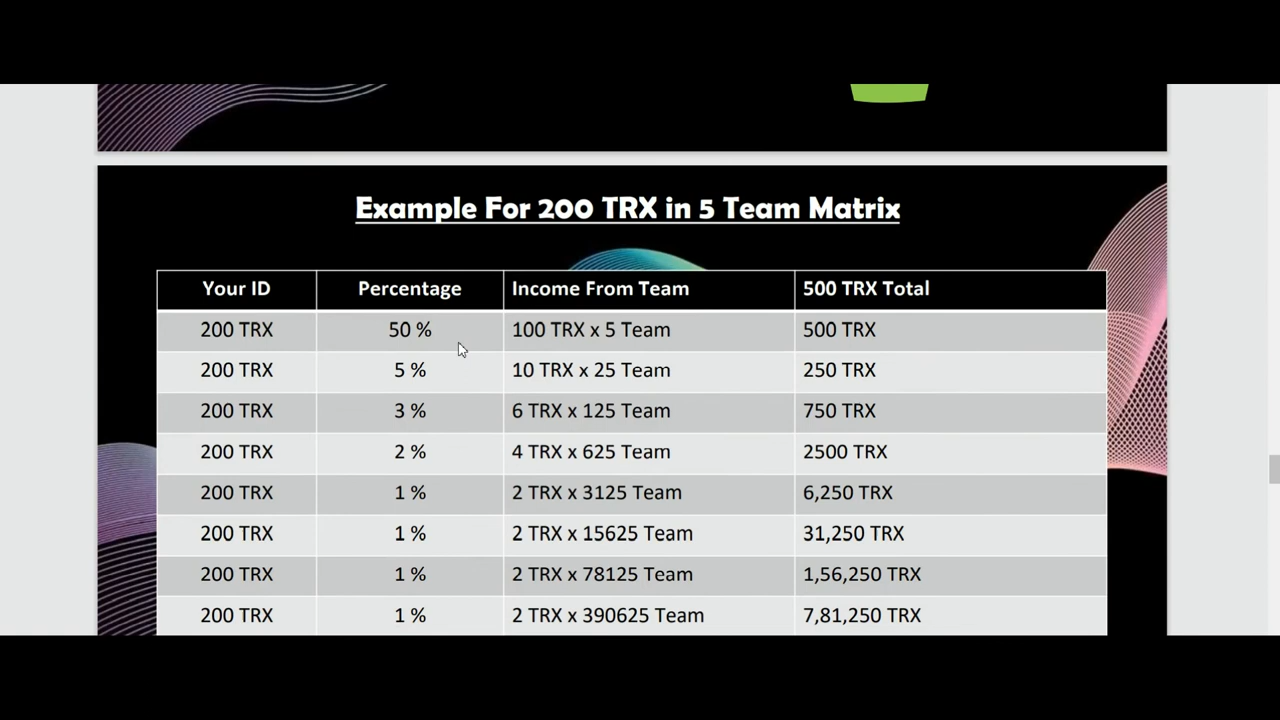 Example For 200 TRX in 5 Team Matrix
Your ID Percentage Income From Team 500 TRX Total
200 TRX 50 % 100 TRX x 5 Team 500 TRX
200 TRX 5 % 10 TRX x 25 Team 250 TRX
200 TRX 3 % 6 TRX x 125 Team 750 TRX
200 TRX 2 % 4 TRX x 625 Team 2500 TRX
200 TRX 1 % 2 TRX x 3125 Team 6,250 TRX
200 TRX 1 % 2 TRX x 15625 Team 31,250 TRX
200 TRX 1 % 2 TRX x 78125 Team 1,56,250 TRX
200 TRX 1 % 2 TRX x 390625 Team 7,81,250 TRX